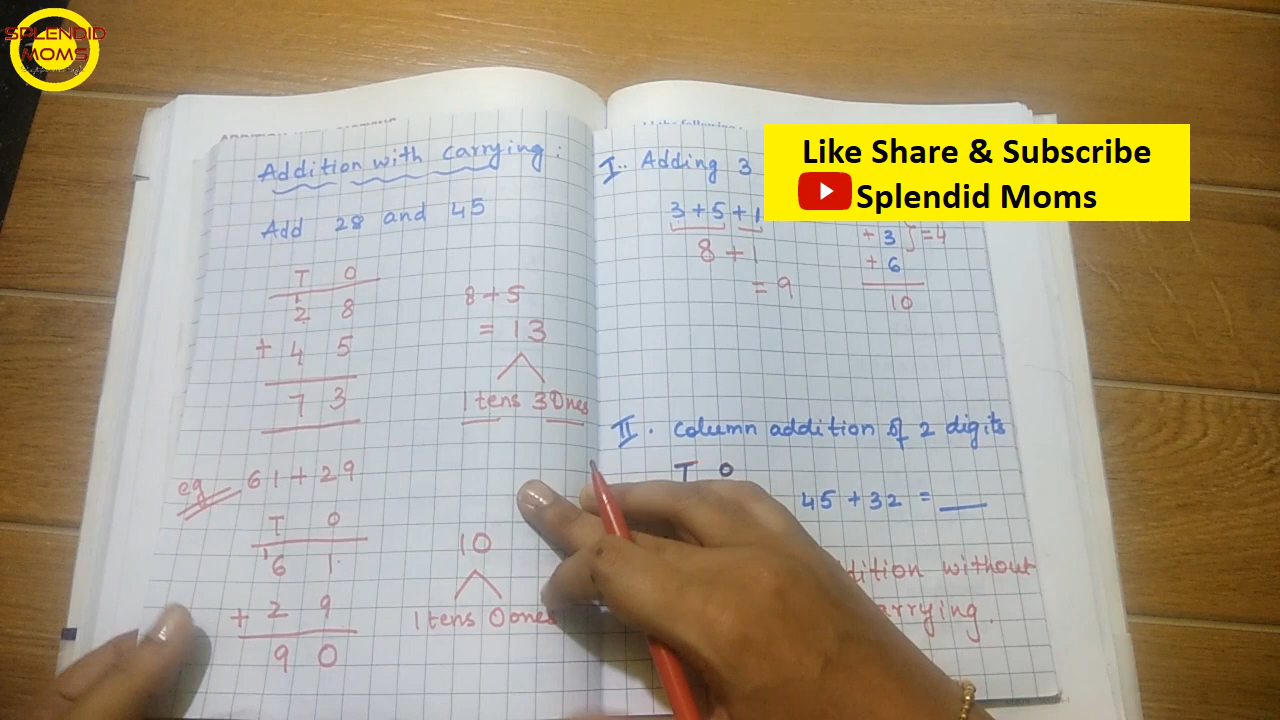 SPLENDID
MOMS
Like Share & Subscribe
Splendid Moms
Addition with carrying:
Add 28 and 45
T O
1
2 8
+ 4 5
7 3
8 + 5
= 13
1 tens 3 Ones
eg 61 + 29
T O
1
6 1
+ 2 9
9 0
10
1 tens 0 ones
I. Adding 3
3 + 5 + 1
8 + 1
= 9
+ 3 } = 4
+ 6
10
II. Column addition of 2 digits
T O
45 + 32 = __
without